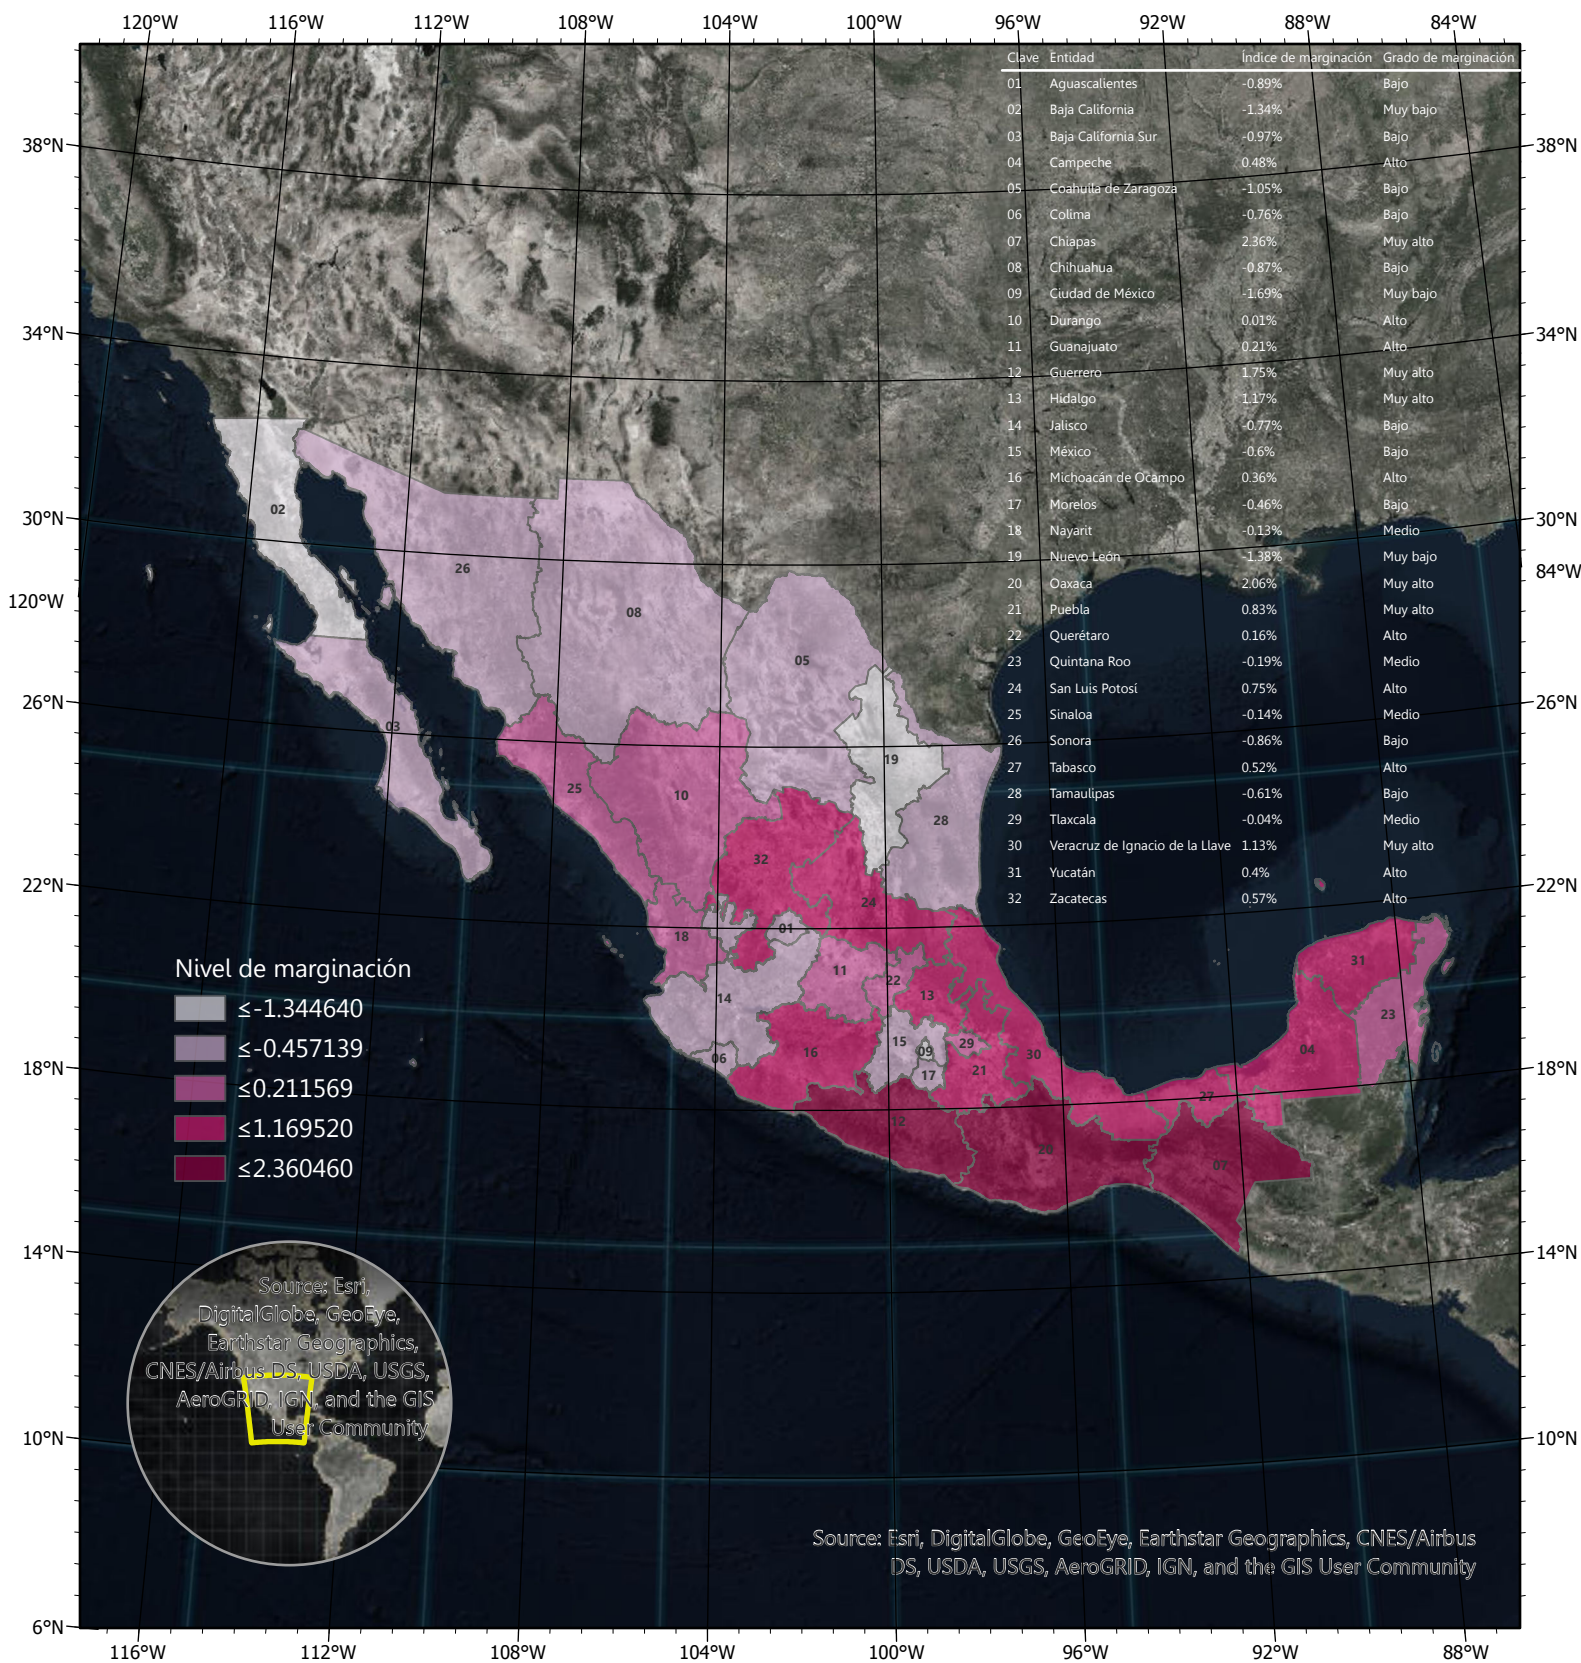 120°W 116°W 112°W 108°W 104°W 100°W 96°W 92°W 88°W 84°W
Clave Entidad Índice de marginación Grado de marginación
01 Aguascalientes -0.89% Bajo
02 Baja California -1.34% Muy bajo
03 Baja California Sur -0.97% Bajo
04 Campeche 0.48% Alto
05 Coahuila de Zaragoza -1.05% Bajo
06 Colima -0.76% Bajo
07 Chiapas 2.36% Muy alto
08 Chihuahua -0.87% Bajo
09 Ciudad de México -1.69% Muy bajo
10 Durango 0.01% Alto
11 Guanajuato 0.21% Alto
12 Guerrero 1.75% Muy alto
13 Hidalgo 1.17% Muy alto
14 Jalisco -0.77% Bajo
15 México -0.6% Bajo
16 Michoacán de Ocampo 0.36% Alto
17 Morelos -0.46% Bajo
18 Nayarit -0.13% Medio
19 Nuevo León -1.38% Muy bajo
20 Oaxaca 2.06% Muy alto
21 Puebla 0.83% Muy alto
22 Querétaro 0.16% Alto
23 Quintana Roo -0.19% Medio
24 San Luis Potosí 0.75% Alto
25 Sinaloa -0.14% Medio
26 Sonora -0.86% Bajo
27 Tabasco 0.52% Alto
28 Tamaulipas -0.61% Bajo
29 Tlaxcala -0.04% Medio
30 Veracruz de Ignacio de la Llave 1.13% Muy alto
31 Yucatán 0.4% Alto
32 Zacatecas 0.57% Alto
38°N
34°N
30°N
120°W
26°N
22°N
18°N
14°N
10°N
6°N
38°N
34°N
30°N
84°W
26°N
22°N
18°N
14°N
10°N
02
26
08
05
03
19
25
10
28
32
24
01
18
11
22
31
13
14
23
15
29
04
09
16
30
06
21
17
27
12
20
07
Nivel de marginación
≤-1.344640
≤-0.457139
≤0.211569
≤1.169520
≤2.360460
Source: Esri,
DigitalGlobe, GeoEye,
Earthstar Geographics,
CNES/Airbus DS, USDA, USGS,
AeroGRID, IGN, and the GIS
User Community
Source: Esri, DigitalGlobe, GeoEye, Earthstar Geographics, CNES/Airbus
DS, USDA, USGS, AeroGRID, IGN, and the GIS User Community
116°W 112°W 108°W 104°W 100°W 96°W 92°W 88°W